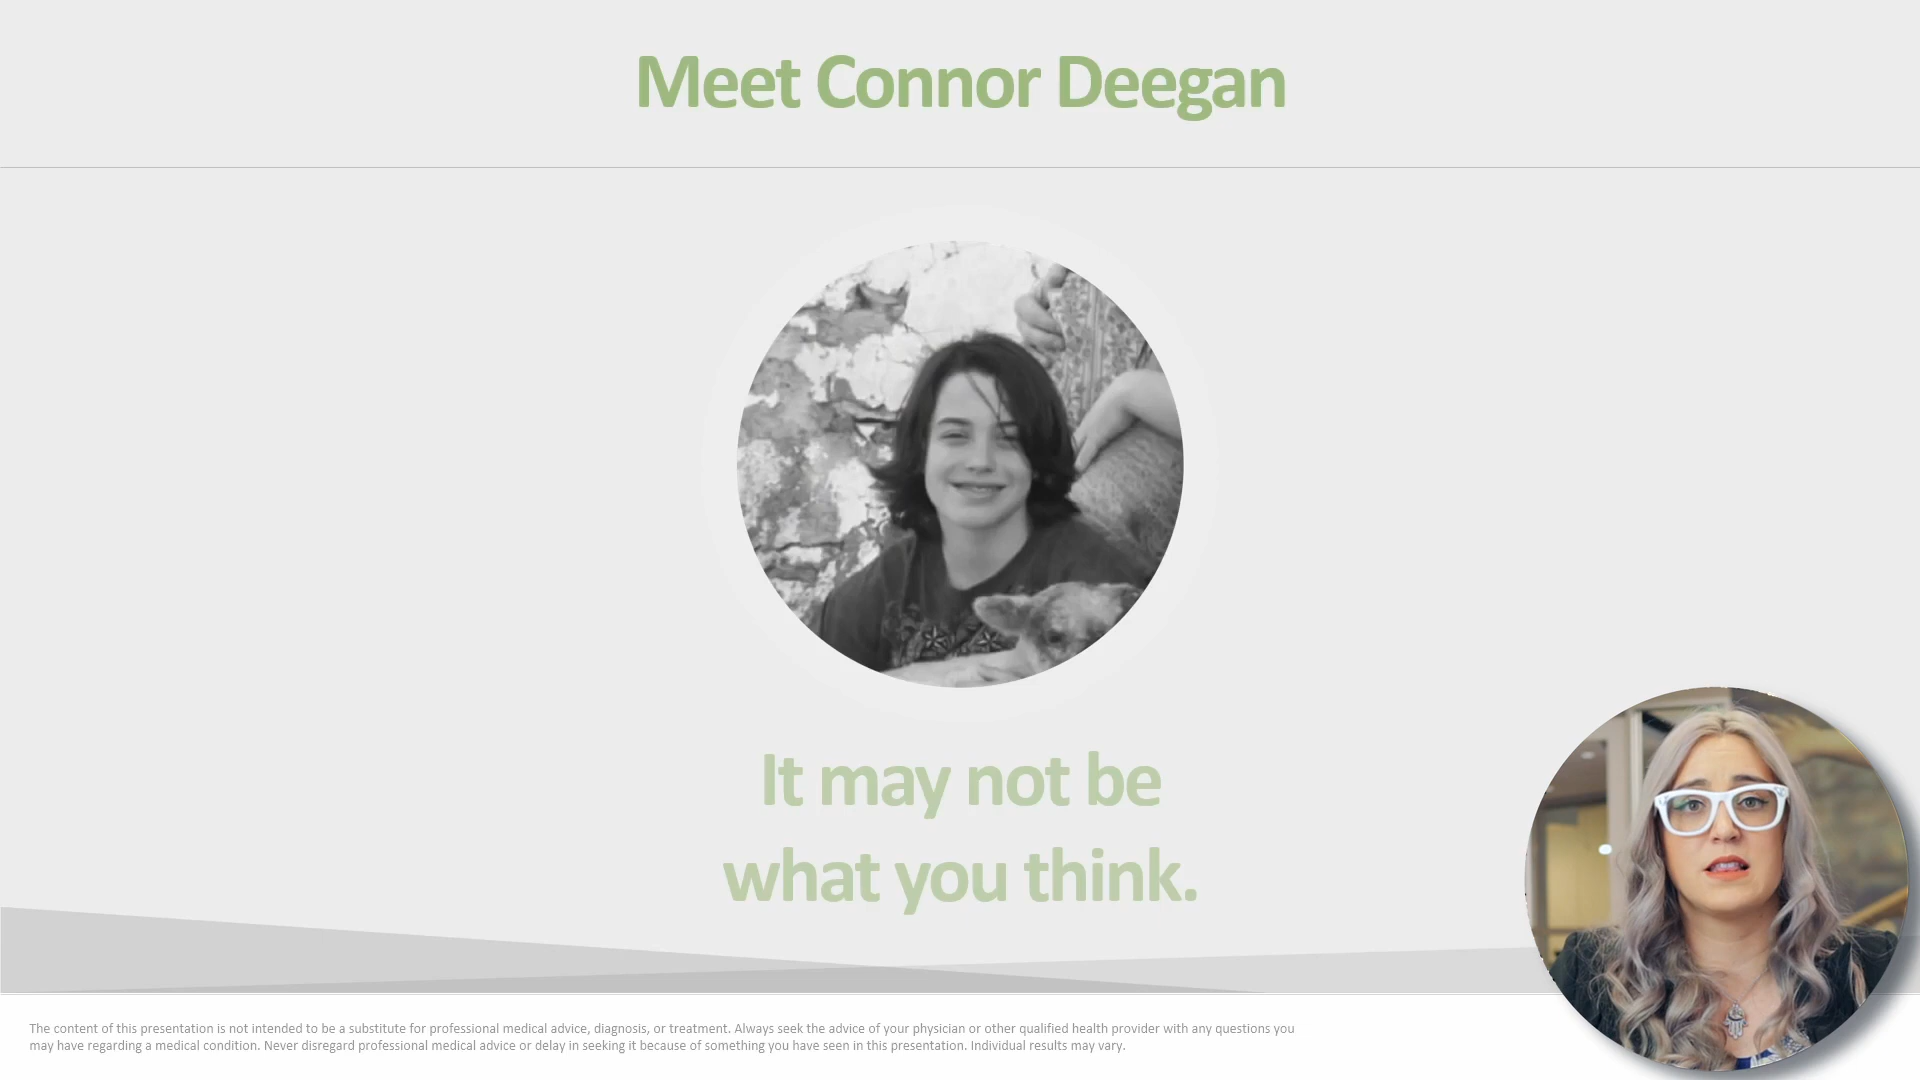 Meet Connor Deegan
It may not be
what you think.
The content of this presentation is not intended to be a substitute for professional medical advice, diagnosis, or treatment. Always seek the advice of your physician or other qualified health provider with any questions you
may have regarding a medical condition. Never disregard professional medical advice or delay in seeking it because of something you have seen in this presentation. Individual results may vary.